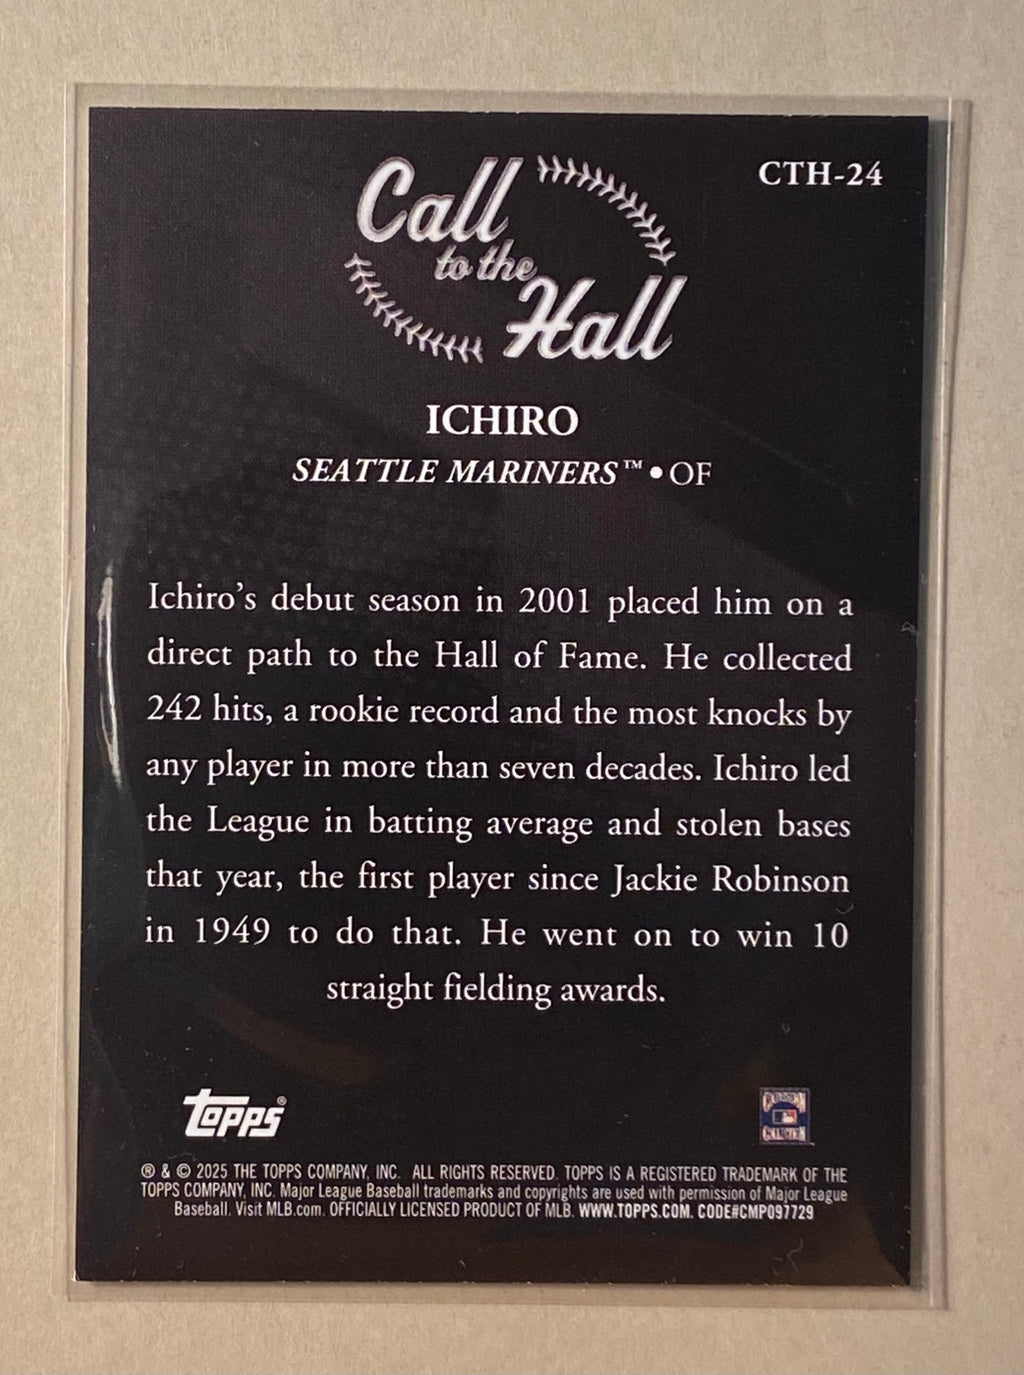 CTH-24
Call
to the
Hall
ICHIRO
SEATTLE MARINERS™ • OF
Ichiro's debut season in 2001 placed him on a
direct path to the Hall of Fame. He collected
242 hits, a rookie record and the most knocks by
any player in more than seven decades. Ichiro led
the League in batting average and stolen bases
that year, the first player since Jackie Robinson
in 1949 to do that. He went on to win 10
straight fielding awards.
Topps®
® & © 2025 THE TOPPS COMPANY, INC. ALL RIGHTS RESERVED. TOPPS IS A REGISTERED TRADEMARK OF THE
TOPPS COMPANY, INC. Major League Baseball trademarks and copyrights are used with permission of Major League
Baseball. Visit MLB.com. OFFICIALLY LICENSED PRODUCT OF MLB. WWW.TOPPS.COM. CODE#CMP097729